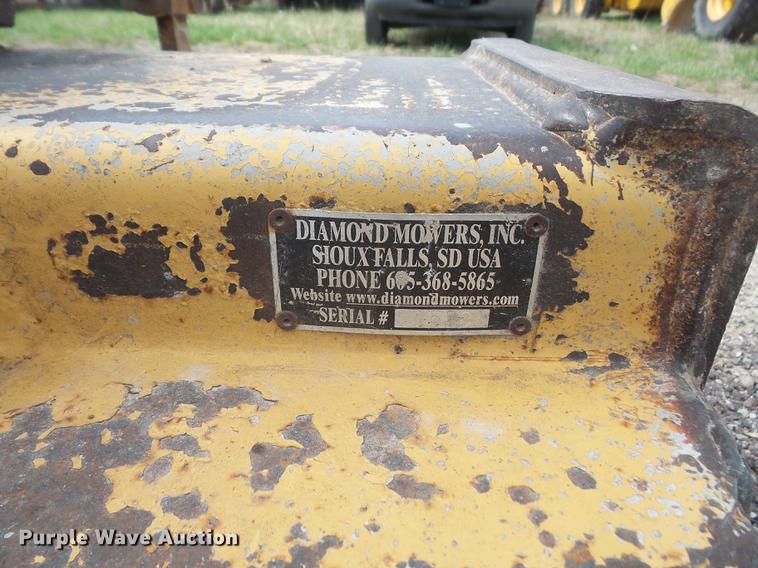 DIAMOND MOWERS, INC.
SIOUX FALLS, SD USA
PHONE 605-368-5865
Website www.diamondmowers.com
SERIAL #
Purple Wave Auction